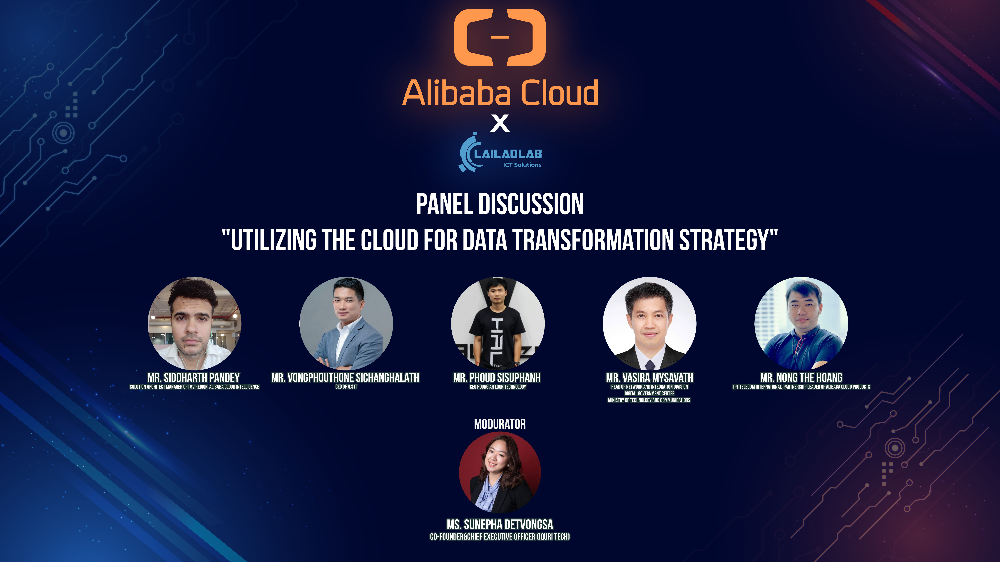 Alibaba Cloud
X
LAILAOLAB
ICT Solutions
PANEL DISCUSSION
"UTILIZING THE CLOUD FOR DATA TRANSFORMATION STRATEGY"
HAL
TECH
MR. SIDDHARTH PANDEY
SOLUTION ARCHITECT MANAGER OF IMV REGION ALIBABA CLOUD INTELLIGENCE
MR. VONGPHOUTHONE SICHANGHALATH
CEO OF JLS IT
MR. PHOUD SISUPHANH
CEO HOUNG AH LOUN TECHNOLOGY
MR. VASIRA MYSAVATH
HEAD OF NETWORK AND INTEGRATION DIVISION
DIGITAL GOVERNMENT CENTER
MINISTRY OF TECHNOLOGY AND COMMUNICATIONS
MR. NONG THE HOANG
FPT TELECOM INTERNATIONAL, PARTNERSHIP LEADER OF ALIBABA CLOUD PRODUCTS
MODURATOR
MS. SUNEPHA DETVONGSA
CO-FOUNDER&CHIEF EXECUTIVE OFFICER (IQURI TECH)